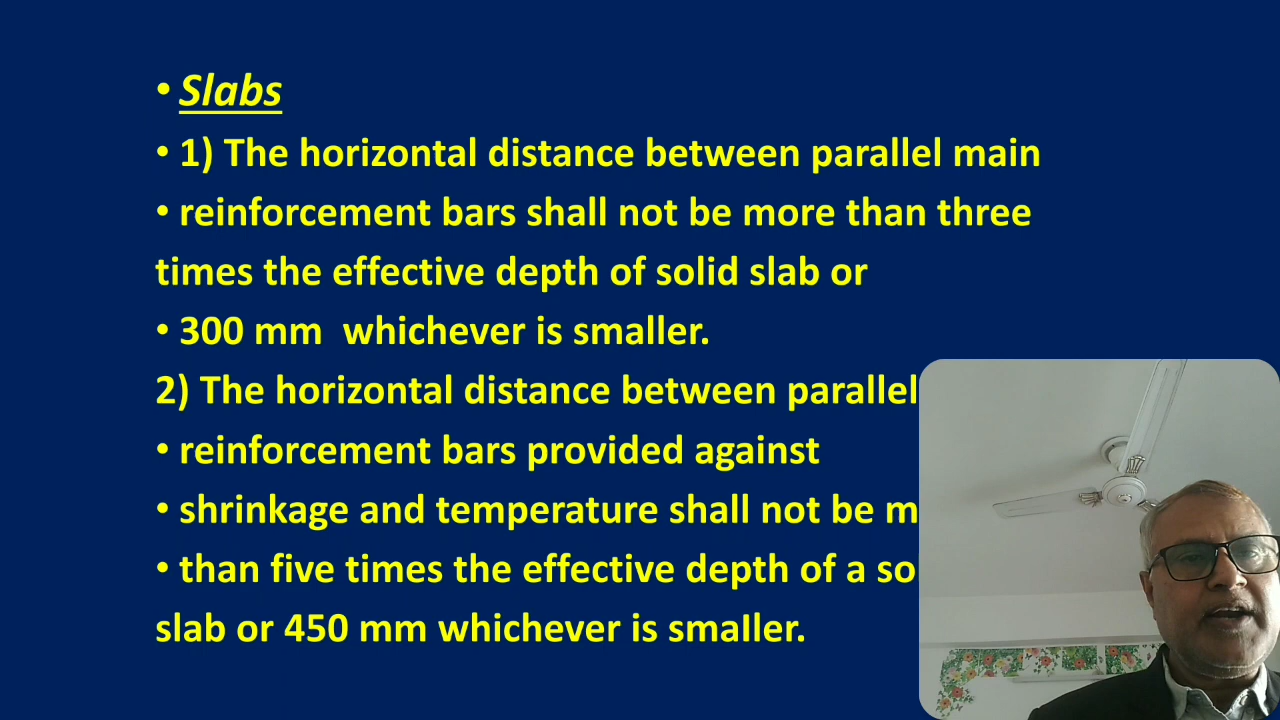 • Slabs
• 1) The horizontal distance between parallel main
• reinforcement bars shall not be more than three
times the effective depth of solid slab or
• 300 mm  whichever is smaller.
2) The horizontal distance between parallel
• reinforcement bars provided against
• shrinkage and temperature shall not be
• than five times the effective depth of a
slab or 450 mm whichever is smaller.